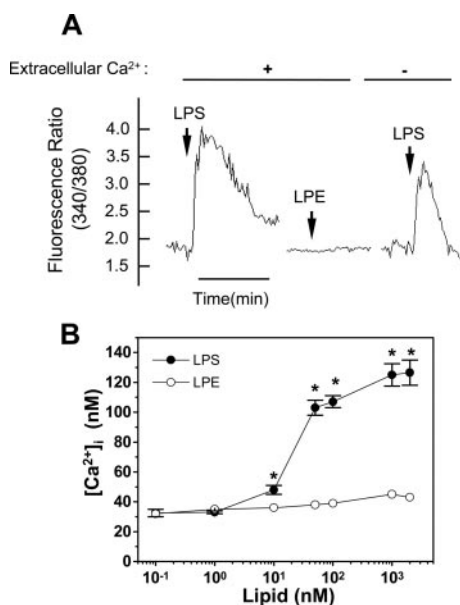 A
Extracellular Ca²⁺ : + -
LPS
LPE
LPS
Fluorescence Ratio
(340/380)
4.0
3.5
3.0
2.5
2.0
1.5
Time(min)
B
LPS
LPE
* * * * *
[Ca²⁺]i (nM)
140
120
100
80
60
40
20
0
10⁻¹ 10⁰ 10¹ 10² 10³
Lipid (nM)